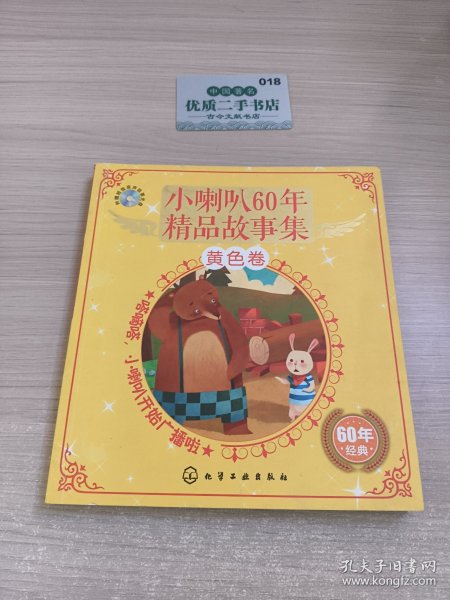 018
中国著名
优质二手书店
古今文献书店
小喇叭60年
精品故事集
黄色卷
★嗒嘀嗒，小喇叭开始广播啦★
60年
经典
化学工业出版社
孔夫子旧书网
www.kongfz.com